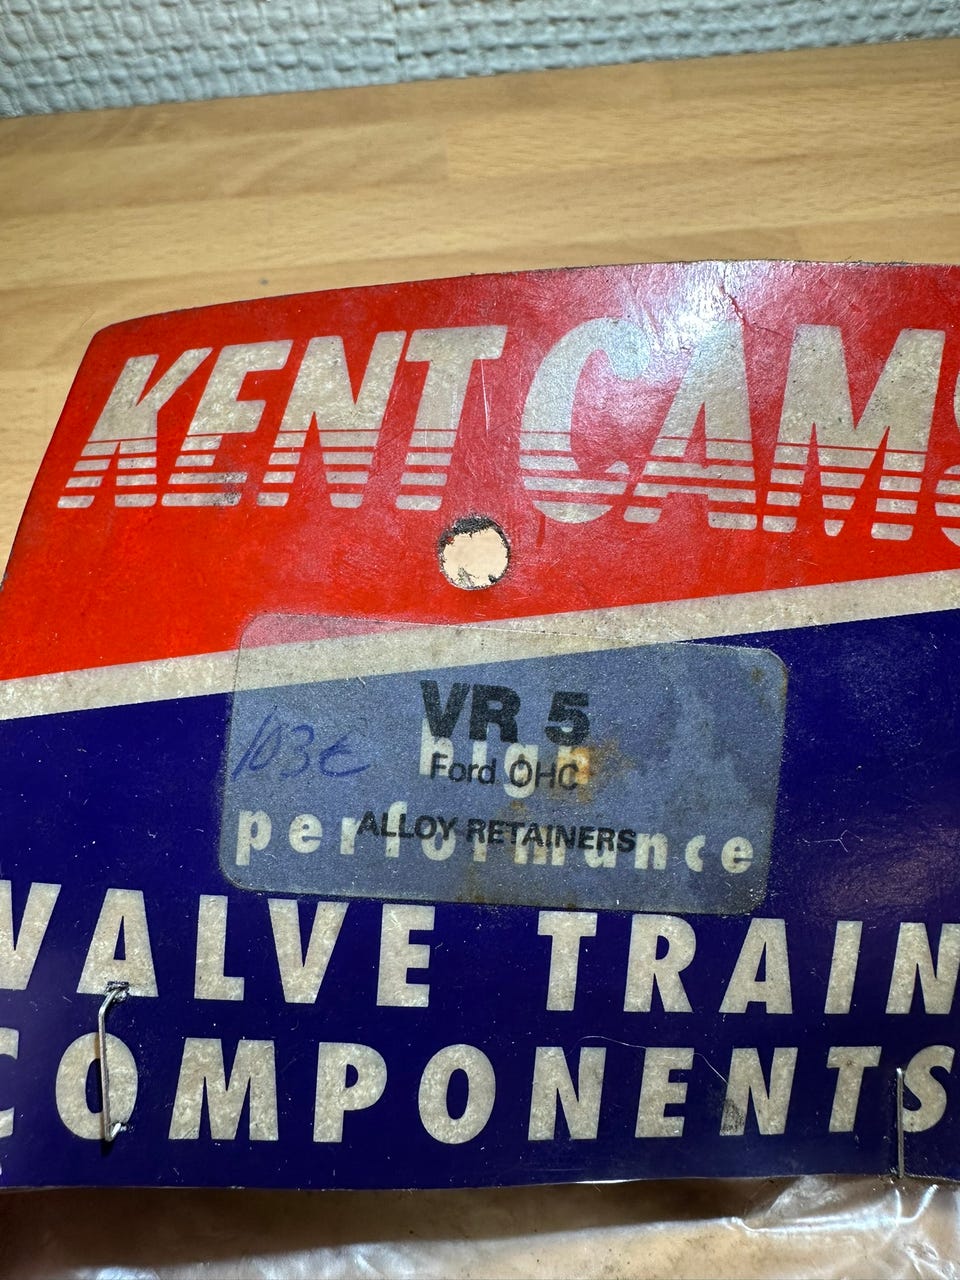 KENT CAMS
VR 5
high
103€
Ford OHC
performance
ALLOY RETAINERS
VALVE TRAIN
COMPONENTS